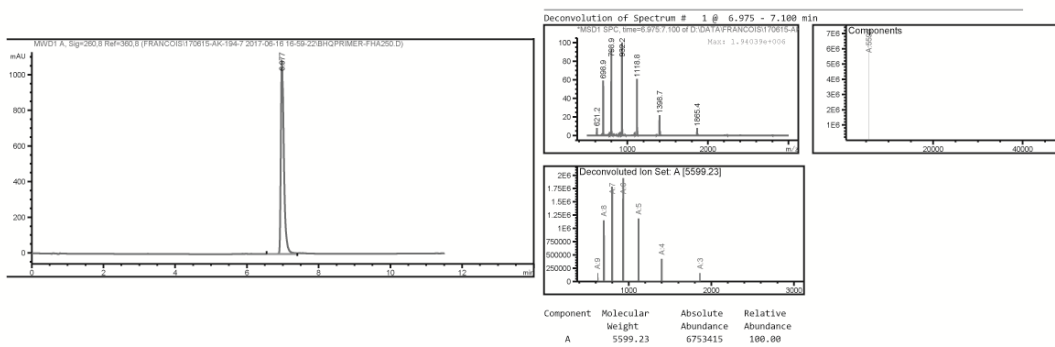 MWD1 A, Sig=260,8 Ref=360,8 (FRANCOIS\170615-AK-194-7 2017-06-16 16-59-22\BHQPRIMER-FHA250.D)
mAU
6.977
1000
800
600
400
200
0
0
2
4
6
8
10
12
min
Deconvolution of Spectrum # 1 @ 6.975 - 7.100 min
*MSD1 SPC, time=6.975:7.100 of D:\DATA\FRANCOIS\170615-AK
Max: 1.94039e+006
100
80
60
40
20
0
621.2
698.9
798.9
932.2
1118.8
1398.7
1865.4
1000
2000
m/
Components
7E6
6E6
5E6
4E6
3E6
2E6
1E6
20000
40000
Deconvoluted Ion Set: A [5599.23]
2E6
1.75E6
1.5E6
1.25E6
1E6
750000
500000
250000
0
A:9
A:8
A:7
A:6
A:5
A:4
A:3
1000
2000
3000
Component Molecular Absolute Relative
Weight Abundance Abundance
A 5599.23 6753415 100.00